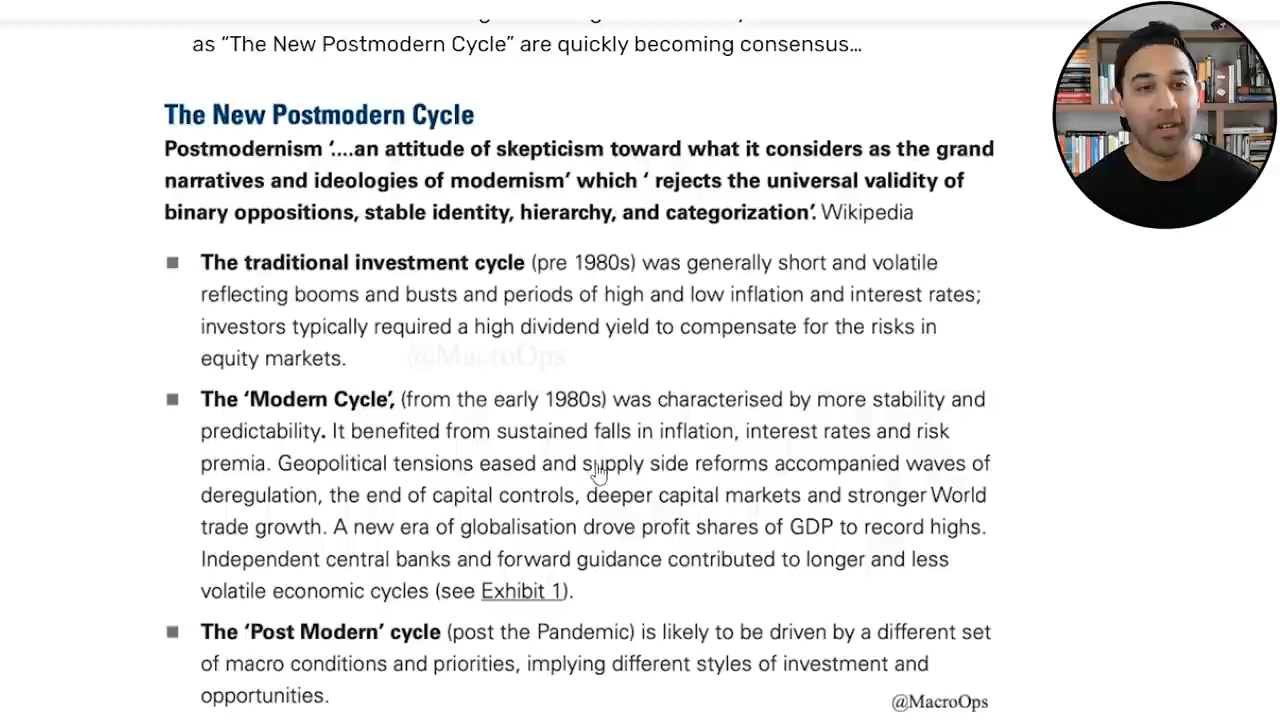 as “The New Postmodern Cycle” are quickly becoming consensus…
The New Postmodern Cycle
Postmodernism ‘....an attitude of skepticism toward what it considers as the grand
narratives and ideologies of modernism’ which ‘ rejects the universal validity of
binary oppositions, stable identity, hierarchy, and categorization’. Wikipedia
■ The traditional investment cycle (pre 1980s) was generally short and volatile
reflecting booms and busts and periods of high and low inflation and interest rates;
investors typically required a high dividend yield to compensate for the risks in
equity markets.
@MacroOps
■ The ‘Modern Cycle’, (from the early 1980s) was characterised by more stability and
predictability. It benefited from sustained falls in inflation, interest rates and risk
premia. Geopolitical tensions eased and supply side reforms accompanied waves of
deregulation, the end of capital controls, deeper capital markets and stronger World
trade growth. A new era of globalisation drove profit shares of GDP to record highs.
Independent central banks and forward guidance contributed to longer and less
volatile economic cycles (see Exhibit 1).
■ The ‘Post Modern’ cycle (post the Pandemic) is likely to be driven by a different set
of macro conditions and priorities, implying different styles of investment and
opportunities.
@MacroOps